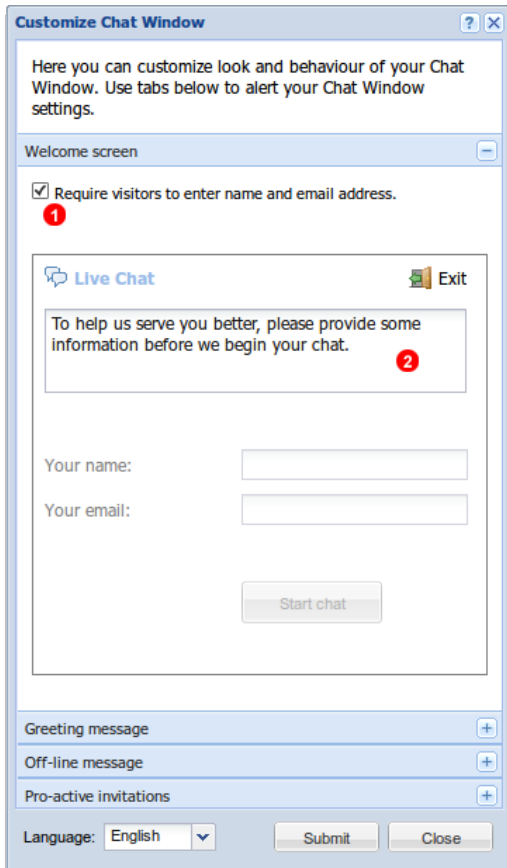 Customize Chat Window
Here you can customize look and behaviour of your Chat
Window. Use tabs below to alert your Chat Window
settings.
Welcome screen
Require visitors to enter name and email address.
1
Live Chat
Exit
To help us serve you better, please provide some
information before we begin your chat.
2
Your name:
Your email:
Start chat
Greeting message
Off-line message
Pro-active invitations
Language: English
Submit
Close